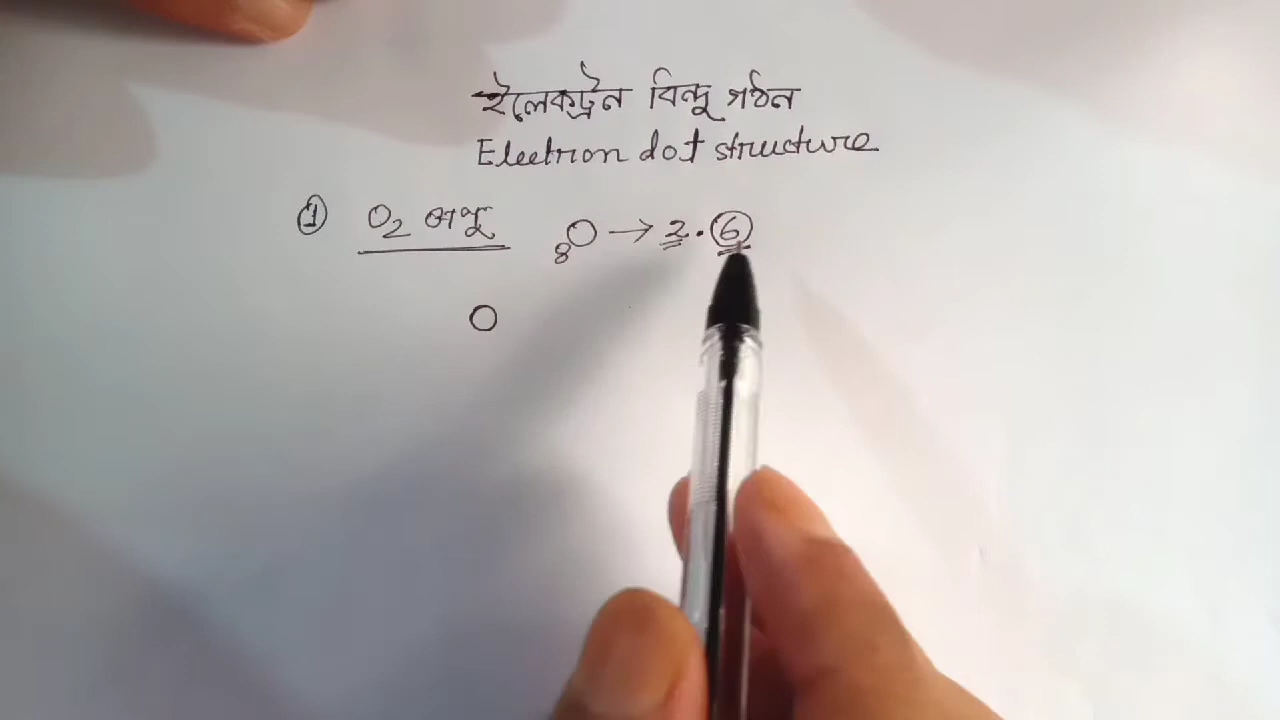 ইলেকট্রন বিন্দু গঠন
Electron dot structure
① O₂ অণু ₈O → 2.⑥
O